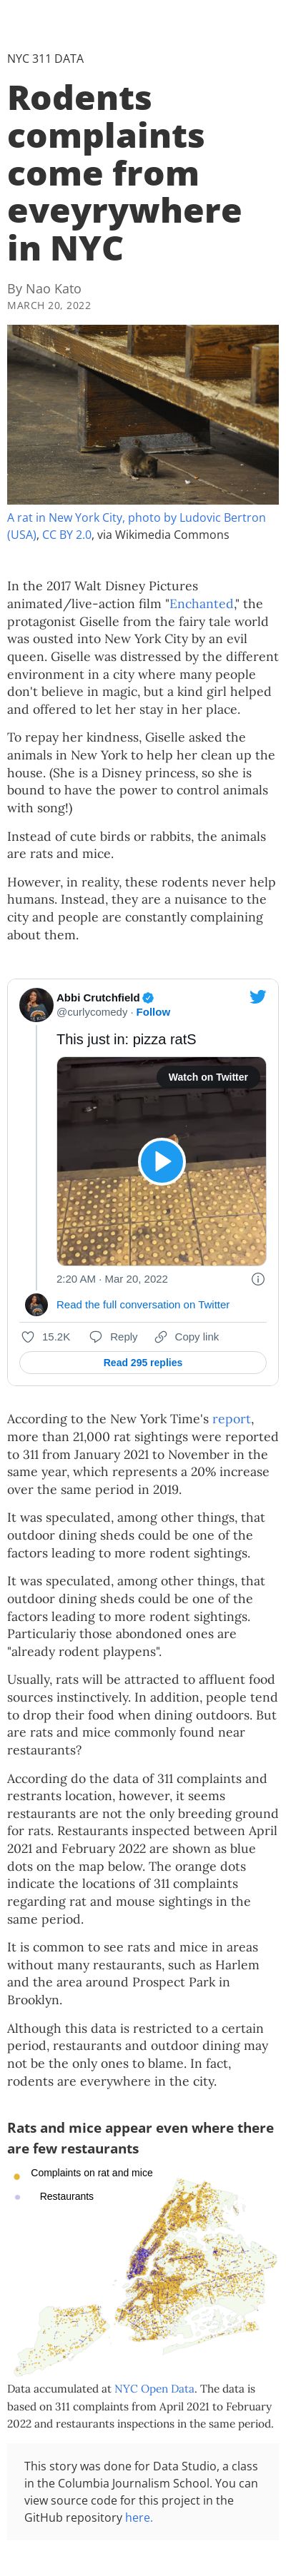 NYC 311 DATA
Rodents
complaints
come from
eveyrywhere
in NYC
By Nao Kato
MARCH 20, 2022
A rat in New York City, photo by Ludovic Bertron
(USA), CC BY 2.0, via Wikimedia Commons
In the 2017 Walt Disney Pictures
animated/live-action film "Enchanted," the
protagonist Giselle from the fairy tale world
was ousted into New York City by an evil
queen. Giselle was distressed by the different
environment in a city where many people
don't believe in magic, but a kind girl helped
and offered to let her stay in her place.
To repay her kindness, Giselle asked the
animals in New York to help her clean up the
house. (She is a Disney princess, so she is
bound to have the power to control animals
with song!)
Instead of cute birds or rabbits, the animals
are rats and mice.
However, in reality, these rodents never help
humans. Instead, they are a nuisance to the
city and people are constantly complaining
about them.
Abbi Crutchfield
@curlycomedy · Follow
This just in: pizza ratS
Watch on Twitter
2:20 AM · Mar 20, 2022
Read the full conversation on Twitter
15.2K Reply Copy link
Read 295 replies
According to the New York Time's report,
more than 21,000 rat sightings were reported
to 311 from January 2021 to November in the
same year, which represents a 20% increase
over the same period in 2019.
It was speculated, among other things, that
outdoor dining sheds could be one of the
factors leading to more rodent sightings.
It was speculated, among other things, that
outdoor dining sheds could be one of the
factors leading to more rodent sightings.
Particulariy those abondoned ones are
"already rodent playpens".
Usually, rats will be attracted to affluent food
sources instinctively. In addition, people tend
to drop their food when dining outdoors. But
are rats and mice commonly found near
restaurants?
According do the data of 311 complaints and
restrants location, however, it seems
restaurants are not the only breeding ground
for rats. Restaurants inspected between April
2021 and February 2022 are shown as blue
dots on the map below. The orange dots
indicate the locations of 311 complaints
regarding rat and mouse sightings in the
same period.
It is common to see rats and mice in areas
without many restaurants, such as Harlem
and the area around Prospect Park in
Brooklyn.
Although this data is restricted to a certain
period, restaurants and outdoor dining may
not be the only ones to blame. In fact,
rodents are everywhere in the city.
Rats and mice appear even where there
are few restaurants
Complaints on rat and mice
Restaurants
Data accumulated at NYC Open Data. The data is
based on 311 complaints from April 2021 to February
2022 and restaurants inspections in the same period.
This story was done for Data Studio, a class
in the Columbia Journalism School. You can
view source code for this project in the
GitHub repository here.